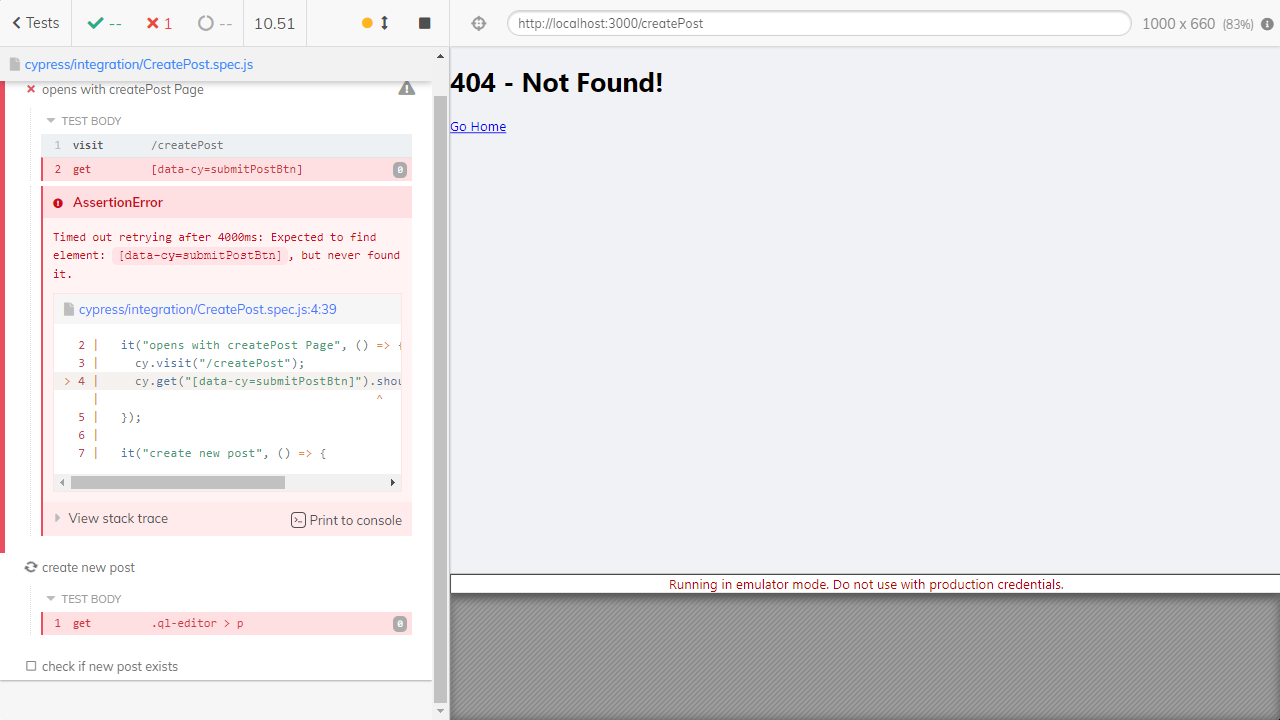 Tests
--
1
--
10.51
http://localhost:3000/createPost
1000 x 660 (83%)
cypress/integration/CreatePost.spec.js
opens with createPost Page
TEST BODY
1 visit /createPost
2 get [data-cy=submitPostBtn] 0
AssertionError
Timed out retrying after 4000ms: Expected to find
element: [data-cy=submitPostBtn], but never found
it.
cypress/integration/CreatePost.spec.js:4:39
2 | it("opens with createPost Page", () => {
3 | cy.visit("/createPost");
> 4 | cy.get("[data-cy=submitPostBtn]").shou
| ^
5 | });
6 |
7 | it("create new post", () => {
View stack trace
Print to console
create new post
TEST BODY
1 get .ql-editor > p 0
check if new post exists
404 - Not Found!
Go Home
Running in emulator mode. Do not use with production credentials.